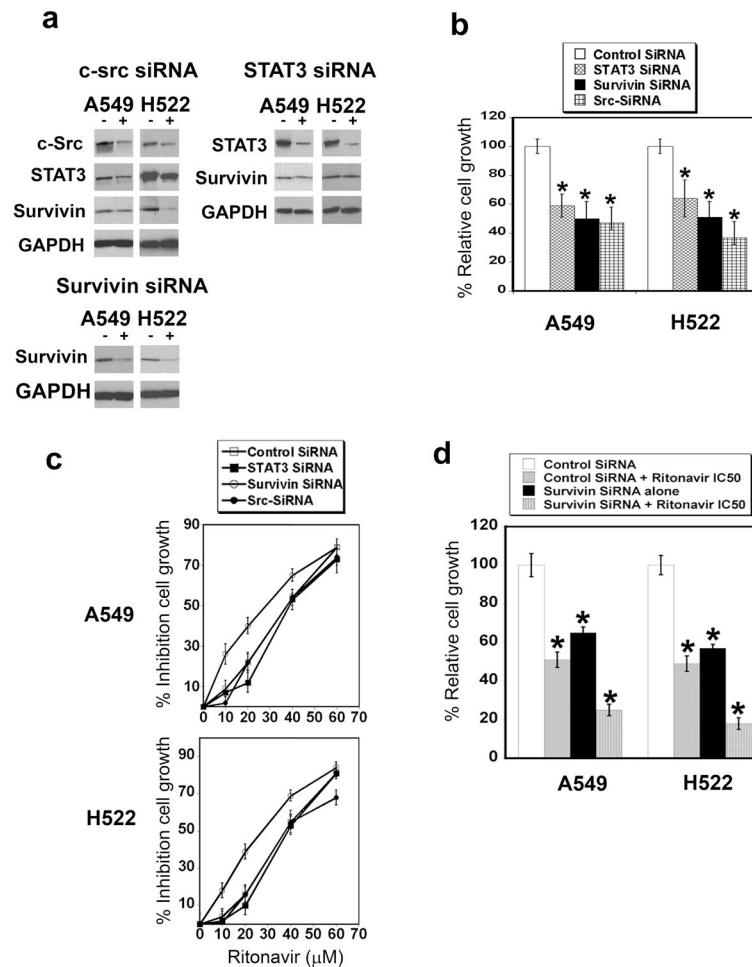 a
c-src siRNA
A549 H522
- + - +
c-Src
STAT3
Survivin
GAPDH
STAT3 siRNA
A549 H522
- + - +
STAT3
Survivin
GAPDH
Survivin siRNA
A549 H522
- + - +
Survivin
GAPDH
b
Control SiRNA
STAT3 SiRNA
Survivin SiRNA
Src-SiRNA
% Relative cell growth
120
100
80
60
40
20
0
* * * * * *
A549 H522
c
Control SiRNA
STAT3 SiRNA
Survivin SiRNA
Src-SiRNA
A549
% Inhibition cell growth
90
70
50
30
10
0 10 20 30 40 50 60 70
H522
% Inhibition cell growth
90
70
50
30
10
0 10 20 30 40 50 60 70
Ritonavir (μM)
d
Control SiRNA
Control SiRNA + Ritonavir IC50
Survivin SiRNA alone
Survivin SiRNA + Ritonavir IC50
% Relative cell growth
120
100
80
60
40
20
0
* * * * * *
A549 H522